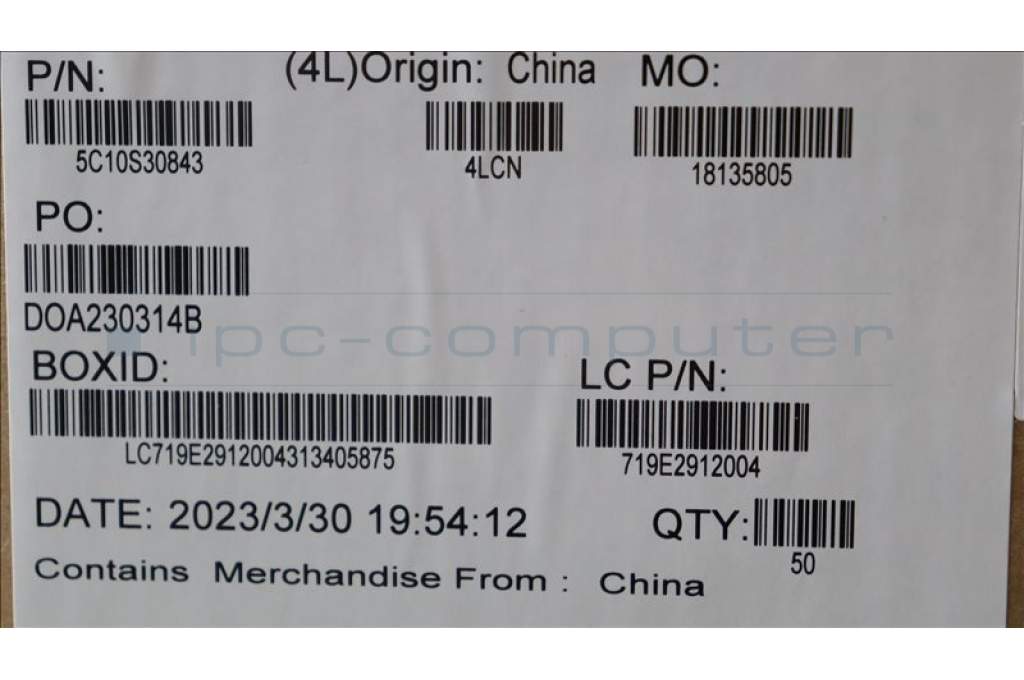 P/N: (4L)Origin: China MO:
5C10S30843 4LCN 18135805
PO:
DOA230314B
ipc-computer
BOXID: LC P/N:
LC719E2912004313405875 719E2912004
DATE: 2023/3/30 19:54:12 QTY:
50
Contains Merchandise From : China